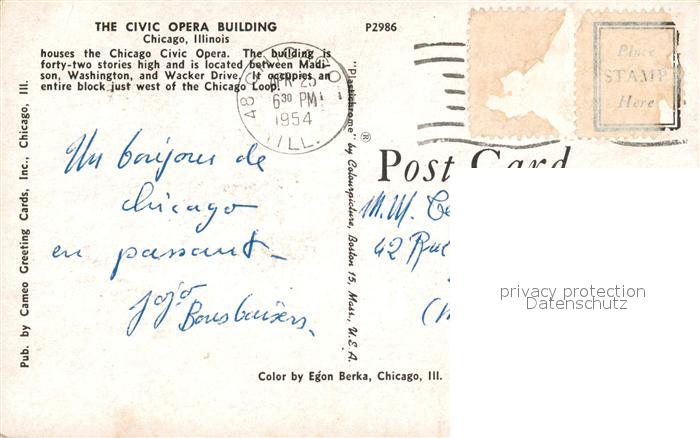 THE CIVIC OPERA BUILDING
Chicago, Illinois
houses the Chicago Civic Opera. The building is
forty-two stories high and is located between Madi-
son, Washington, and Wacker Drive. It occupies an
entire block just west of the Chicago Loop.
P2986
630 PM
1954
ILL.
Place
STAMP
Here
Post Card
Pub. by Cameo Greeting Cards, Inc., Chicago, Ill.
"Plastichrome" ® by Colourpicture, Boston 15, Mass., U.S.A.
Un bonjour de
chicago
en passant -
jojo
Bons baisers.
M.M.
42 Rue
Color by Egon Berka, Chicago, Ill.
privacy protection
Datenschutz